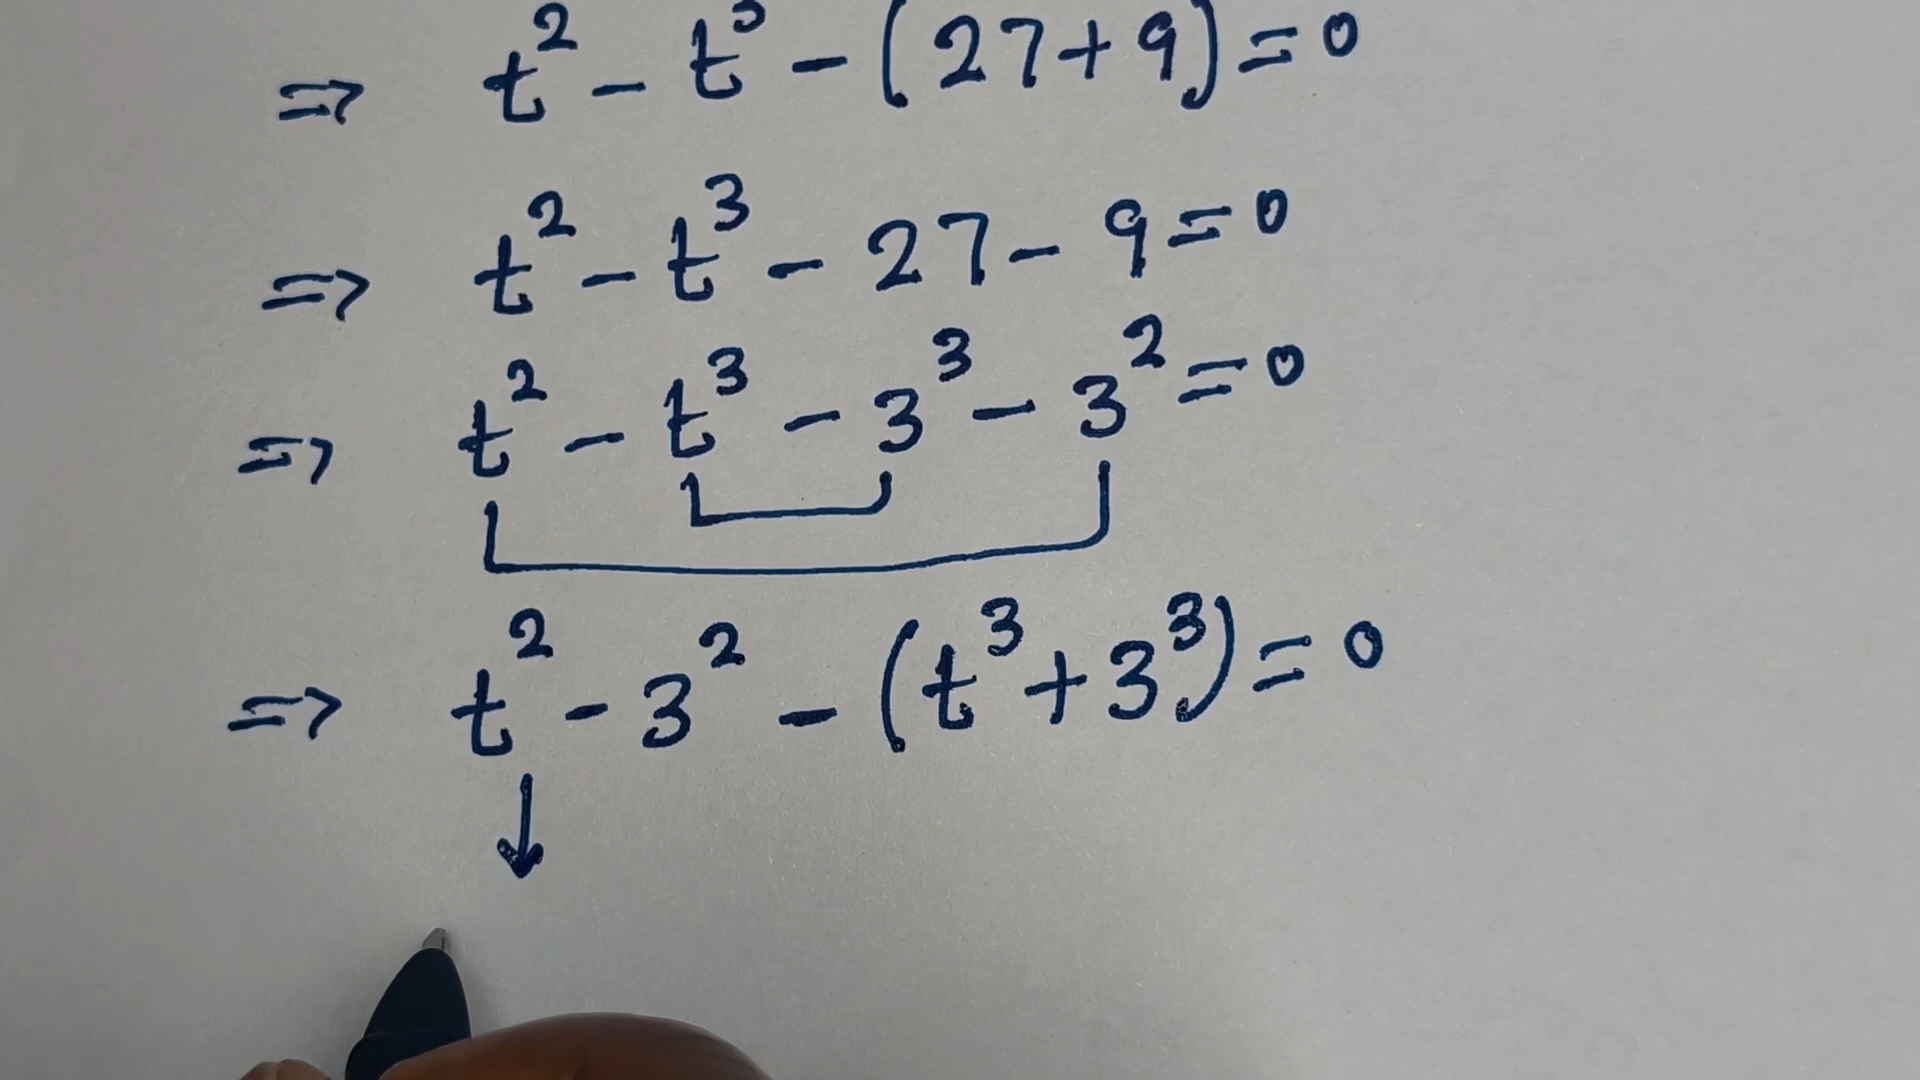 ⇒ t² - t³ - (27+9)=0
⇒ t² - t³ - 27 - 9=0
⇒ t² - t³ - 3³ - 3²=0
⇒ t² - 3² - (t³+3³)=0
↓